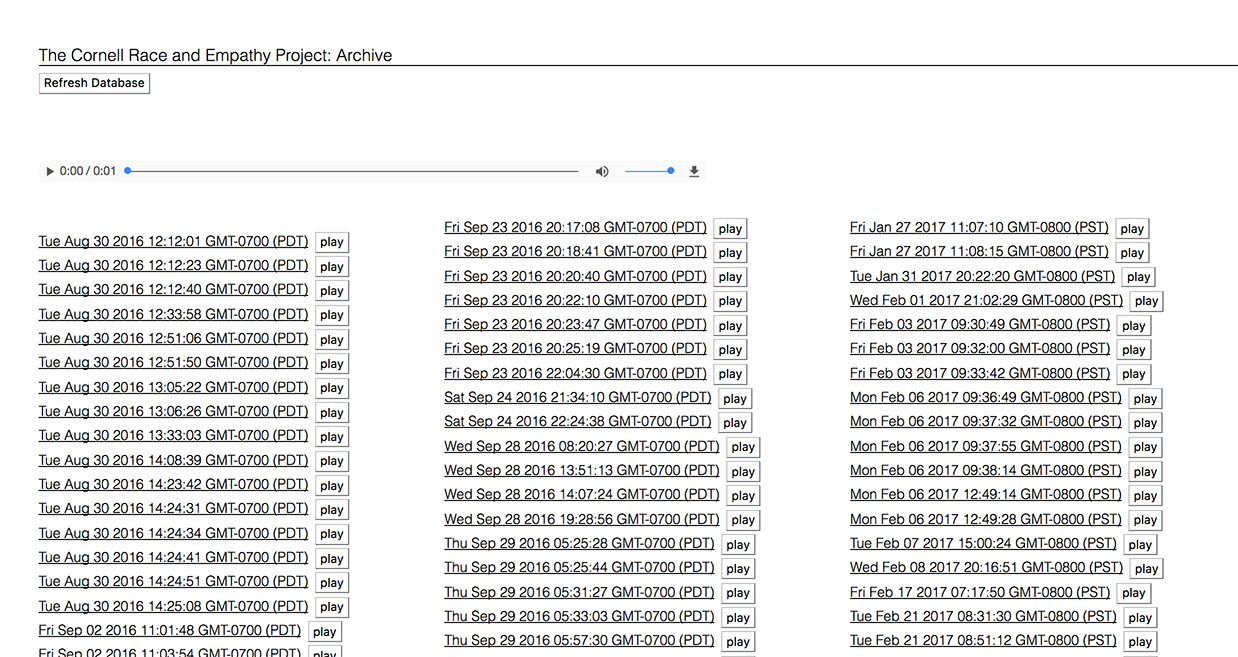 The Cornell Race and Empathy Project: Archive
Refresh Database
0:00 / 0:01
Tue Aug 30 2016 12:12:01 GMT-0700 (PDT) play
Tue Aug 30 2016 12:12:23 GMT-0700 (PDT) play
Tue Aug 30 2016 12:12:40 GMT-0700 (PDT) play
Tue Aug 30 2016 12:33:58 GMT-0700 (PDT) play
Tue Aug 30 2016 12:51:06 GMT-0700 (PDT) play
Tue Aug 30 2016 12:51:50 GMT-0700 (PDT) play
Tue Aug 30 2016 13:05:22 GMT-0700 (PDT) play
Tue Aug 30 2016 13:06:26 GMT-0700 (PDT) play
Tue Aug 30 2016 13:33:03 GMT-0700 (PDT) play
Tue Aug 30 2016 14:08:39 GMT-0700 (PDT) play
Tue Aug 30 2016 14:23:42 GMT-0700 (PDT) play
Tue Aug 30 2016 14:24:31 GMT-0700 (PDT) play
Tue Aug 30 2016 14:24:34 GMT-0700 (PDT) play
Tue Aug 30 2016 14:24:41 GMT-0700 (PDT) play
Tue Aug 30 2016 14:24:51 GMT-0700 (PDT) play
Tue Aug 30 2016 14:25:08 GMT-0700 (PDT) play
Fri Sep 02 2016 11:01:48 GMT-0700 (PDT) play
Fri Sep 02 2016 11:03:54 GMT-0700 (PDT) play
Fri Sep 23 2016 20:17:08 GMT-0700 (PDT) play
Fri Sep 23 2016 20:18:41 GMT-0700 (PDT) play
Fri Sep 23 2016 20:20:40 GMT-0700 (PDT) play
Fri Sep 23 2016 20:22:10 GMT-0700 (PDT) play
Fri Sep 23 2016 20:23:47 GMT-0700 (PDT) play
Fri Sep 23 2016 20:25:19 GMT-0700 (PDT) play
Fri Sep 23 2016 22:04:30 GMT-0700 (PDT) play
Sat Sep 24 2016 21:34:10 GMT-0700 (PDT) play
Sat Sep 24 2016 22:24:38 GMT-0700 (PDT) play
Wed Sep 28 2016 08:20:27 GMT-0700 (PDT) play
Wed Sep 28 2016 13:51:13 GMT-0700 (PDT) play
Wed Sep 28 2016 14:07:24 GMT-0700 (PDT) play
Wed Sep 28 2016 19:28:56 GMT-0700 (PDT) play
Thu Sep 29 2016 05:25:28 GMT-0700 (PDT) play
Thu Sep 29 2016 05:25:44 GMT-0700 (PDT) play
Thu Sep 29 2016 05:31:27 GMT-0700 (PDT) play
Thu Sep 29 2016 05:33:03 GMT-0700 (PDT) play
Thu Sep 29 2016 05:57:30 GMT-0700 (PDT) play
Fri Jan 27 2017 11:07:10 GMT-0800 (PST) play
Fri Jan 27 2017 11:08:15 GMT-0800 (PST) play
Tue Jan 31 2017 20:22:20 GMT-0800 (PST) play
Wed Feb 01 2017 21:02:29 GMT-0800 (PST) play
Fri Feb 03 2017 09:30:49 GMT-0800 (PST) play
Fri Feb 03 2017 09:32:00 GMT-0800 (PST) play
Fri Feb 03 2017 09:33:42 GMT-0800 (PST) play
Mon Feb 06 2017 09:36:49 GMT-0800 (PST) play
Mon Feb 06 2017 09:37:32 GMT-0800 (PST) play
Mon Feb 06 2017 09:37:55 GMT-0800 (PST) play
Mon Feb 06 2017 09:38:14 GMT-0800 (PST) play
Mon Feb 06 2017 12:49:14 GMT-0800 (PST) play
Mon Feb 06 2017 12:49:28 GMT-0800 (PST) play
Tue Feb 07 2017 15:00:24 GMT-0800 (PST) play
Wed Feb 08 2017 20:16:51 GMT-0800 (PST) play
Fri Feb 17 2017 07:17:50 GMT-0800 (PST) play
Tue Feb 21 2017 08:31:30 GMT-0800 (PST) play
Tue Feb 21 2017 08:51:12 GMT-0800 (PST) play